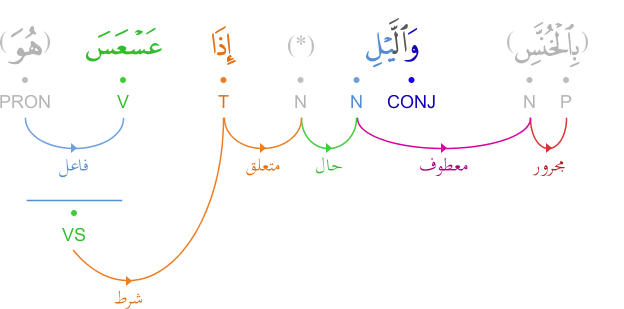 (بِٱلْخُنَّسِ) وَٱلَّيْلِ (*) إِذَا عَسْعَسَ (هُوَ)
P N CONJ N N T V PRON
مجرور معطوف حال متعلق فاعل
VS
شرط